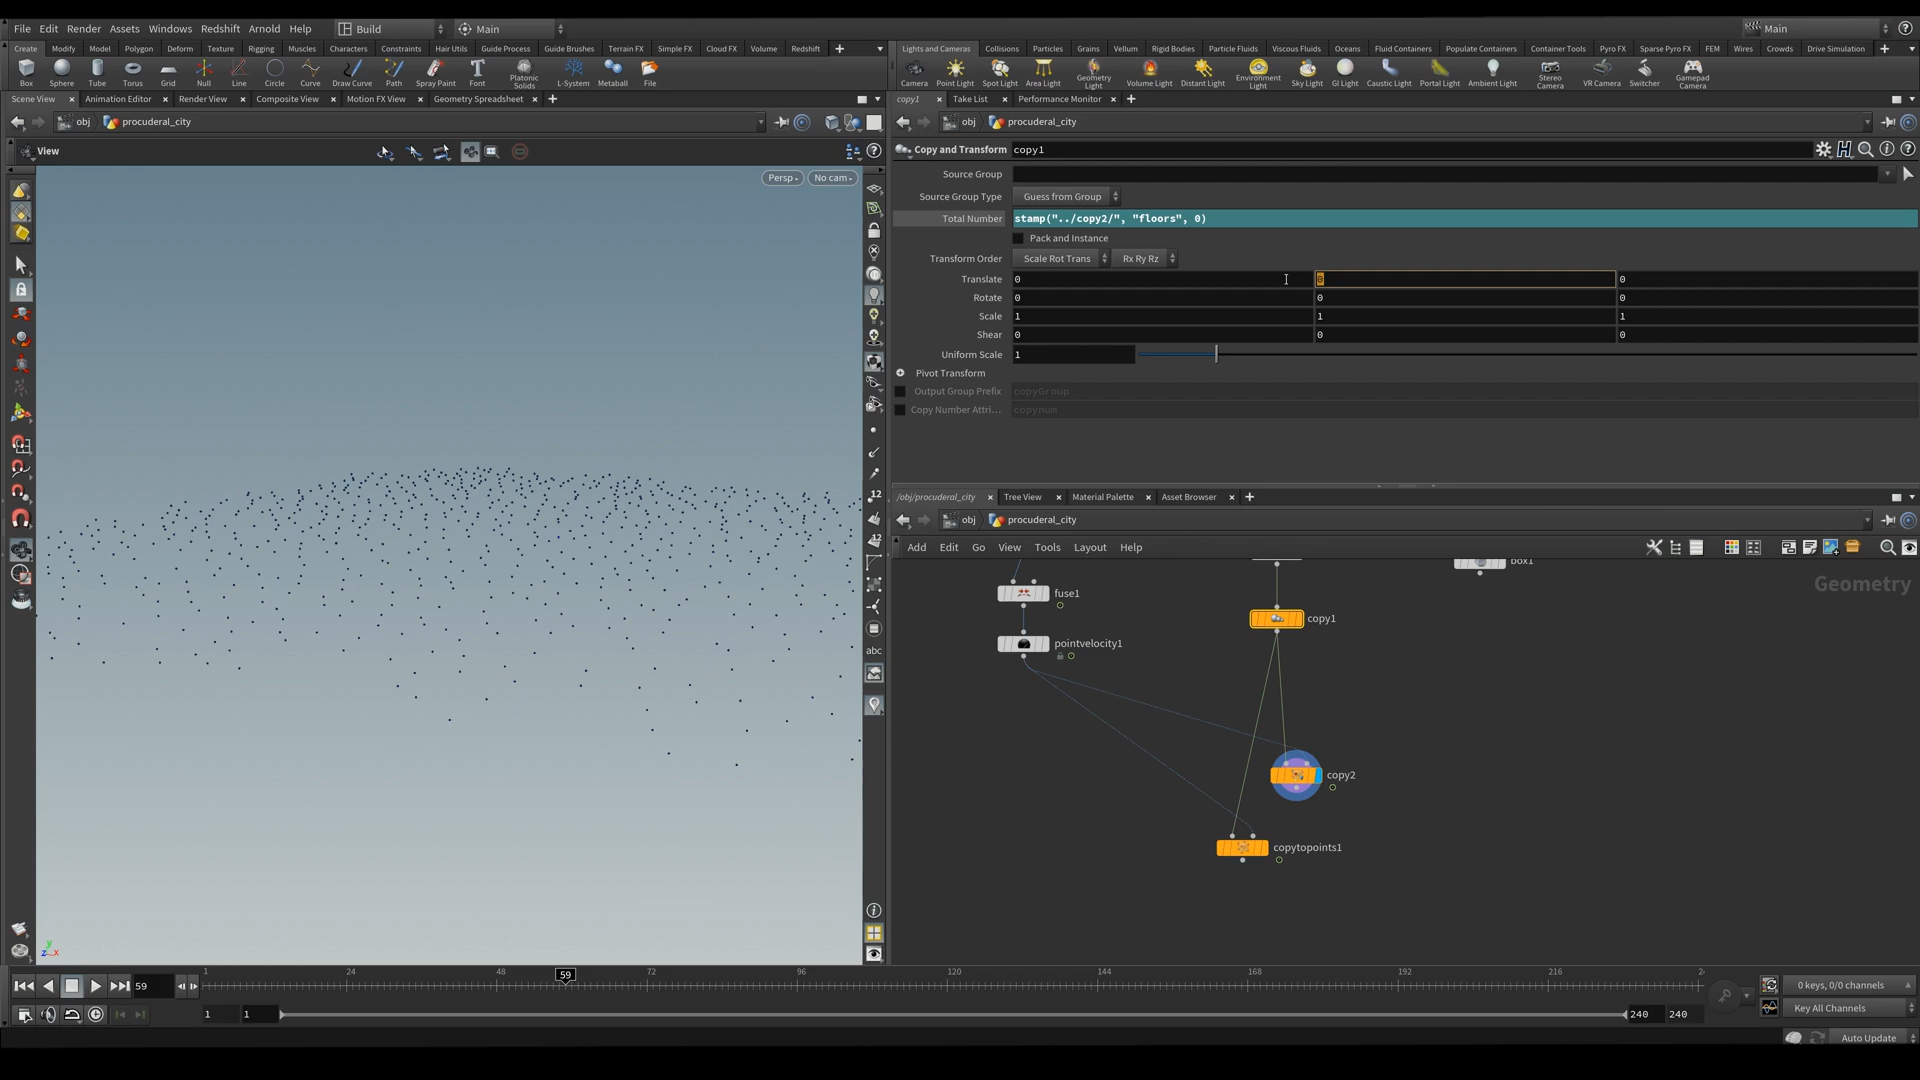 File Edit Render Assets Windows Redshift Arnold Help Build Main Main
Create Modify Model Polygon Deform Texture Rigging Muscles Characters Constraints Hair Utils Guide Process Guide Brushes Terrain FX Simple FX Cloud FX Volume Redshift
Lights and Cameras Collisions Particles Grains Vellum Rigid Bodies Particle Fluids Viscous Fluids Oceans Fluid Containers Populate Containers Container Tools Pyro FX Sparse Pyro FX FEM Wires Crowds Drive Simulation
Box Sphere Tube Torus Grid Null Line Circle Curve Draw Curve Path Spray Paint Font Platonic Solids L-System Metaball File
Camera Point Light Spot Light Area Light Geometry Light Volume Light Distant Light Environment Light Sky Light GI Light Caustic Light Portal Light Ambient Light Stereo Camera VR Camera Switcher Gamepad Camera
Scene View Animation Editor Render View Composite View Motion FX View Geometry Spreadsheet
copy1 Take List Performance Monitor
obj procuderal_city
obj procuderal_city
View
Persp No cam
Copy and Transform copy1
Source Group
Source Group Type Guess from Group
Total Number stamp("../copy2/", "floors", 0)
Pack and Instance
Transform Order Scale Rot Trans Rx Ry Rz
Translate 0 0 0
Rotate 0 0 0
Scale 1 1 1
Shear 0 0 0
Uniform Scale 1
Pivot Transform
Output Group Prefix copyGroup
Copy Number Attri... copynum
/obj/procuderal_city Tree View Material Palette Asset Browser
obj procuderal_city
Add Edit Go View Tools Layout Help
Geometry
box1
fuse1
copy1
pointvelocity1
copy2
copytopoints1
12
12
abc
y
z x
59 1 24 48 59 72 96 120 144 168 192 216
1 1 240 240
0 keys, 0/0 channels
Key All Channels
Auto Update